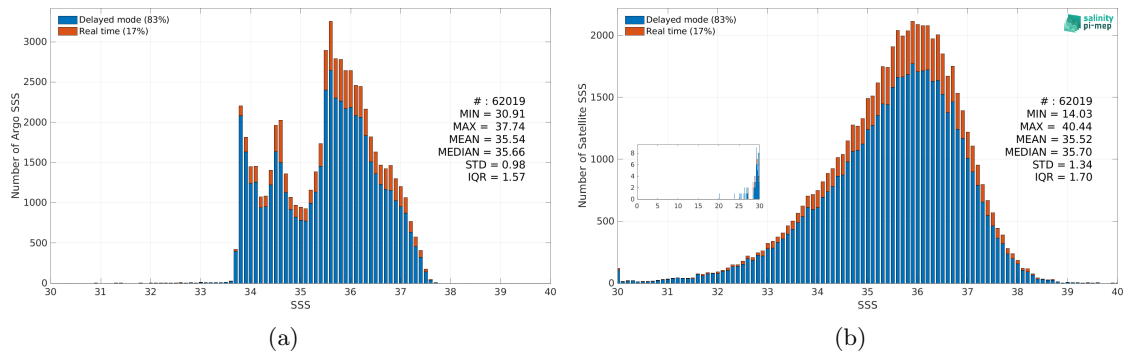 Delayed mode (83%)
Real time (17%)
Number of Argo SSS
3000
2500
2000
1500
1000
500
0
# : 62019
MIN = 30.91
MAX = 37.74
MEAN = 35.54
MEDIAN = 35.66
STD = 0.98
IQR = 1.57
30 31 32 33 34 35 36 37 38 39 40
SSS
(a)
Delayed mode (83%)
Real time (17%)
salinity
pi-mep
Number of Satellite SSS
2000
1500
1000
500
0
# : 62019
MIN = 14.03
MAX = 40.44
MEAN = 35.52
MEDIAN = 35.70
STD = 1.34
IQR = 1.70
8
6
4
2
0
0 5 10 15 20 25 30
30 31 32 33 34 35 36 37 38 39 40
SSS
(b)